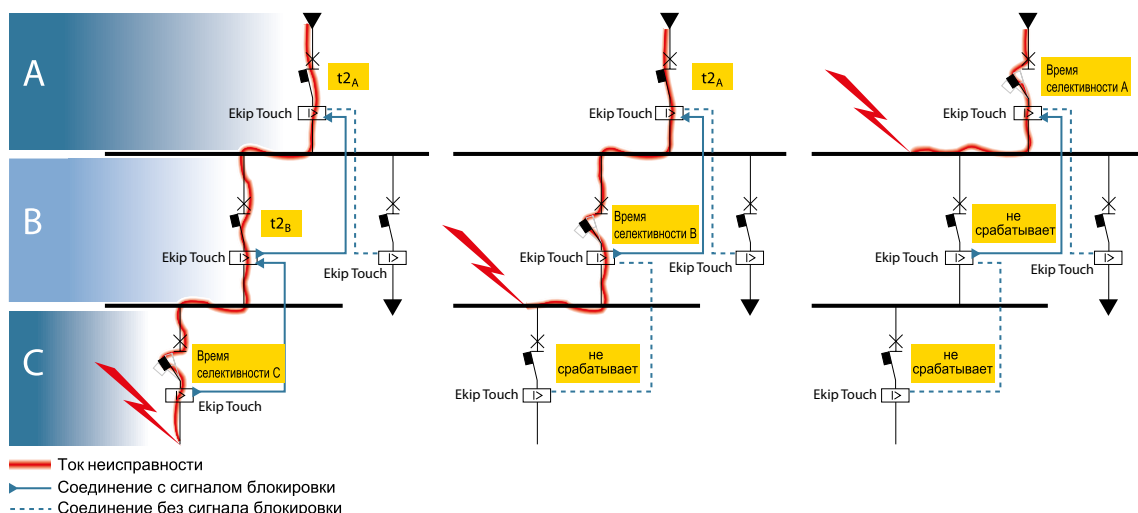 A
t2A
t2A
Время
селективности A
Ekip Touch
Ekip Touch
Ekip Touch
B
t2B
Время
селективности B
не
срабатывает
Ekip Touch
Ekip Touch
Ekip Touch
Ekip Touch
Ekip Touch
Ekip Touch
C
Время
селективности C
не
срабатывает
не
срабатывает
Ekip Touch
Ekip Touch
Ekip Touch
Ток неисправности
Соединение с сигналом блокировки
Соединение без сигнала блокировки